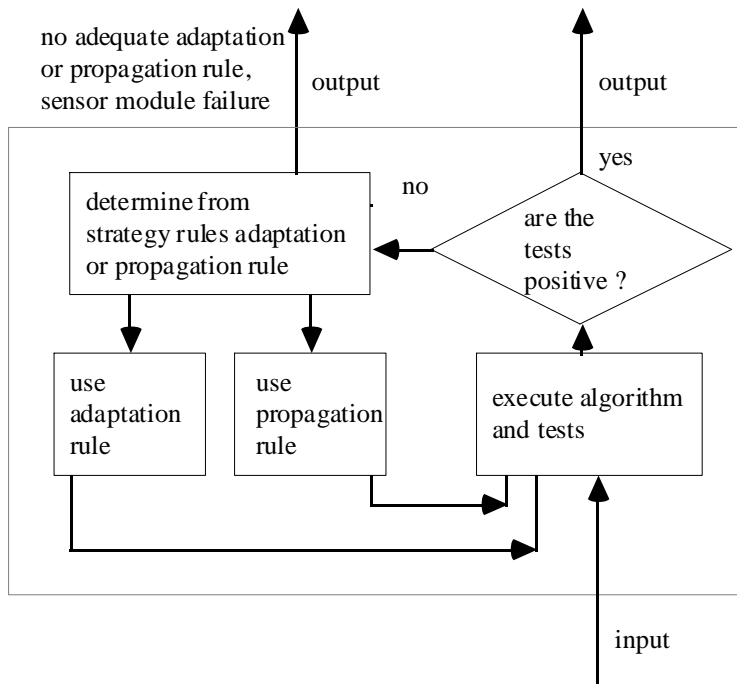 no adequate adaptation
or propagation rule,
sensor module failure
output
output
yes
no
determine from
strategy rules adaptation
or propagation rule
are the
tests
positive ?
use
adaptation
rule
use
propagation
rule
execute algorithm
and tests
input